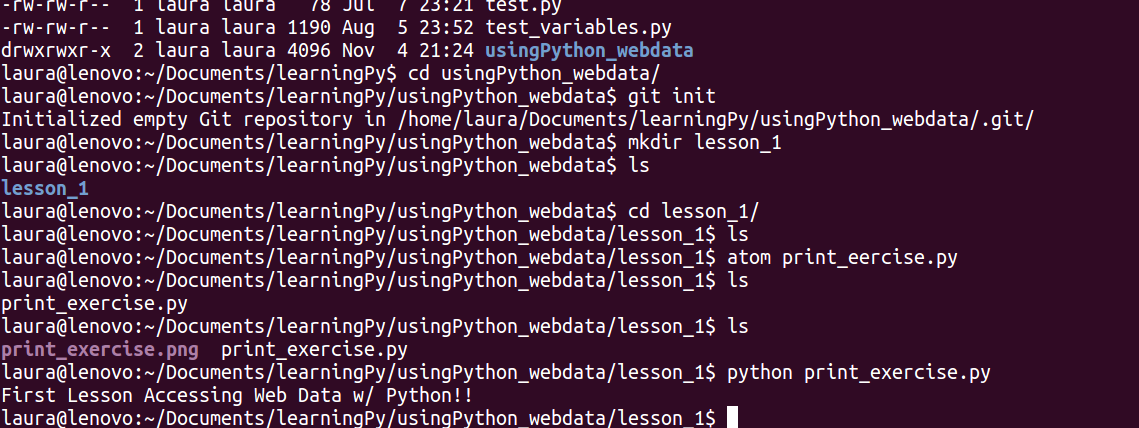 -rw-rw-r--  1 laura laura   78 Jul  7 23:21 test.py
-rw-rw-r--  1 laura laura 1190 Aug  5 23:52 test_variables.py
drwxrwxr-x  2 laura laura 4096 Nov  4 21:24 usingPython_webdata
laura@lenovo:~/Documents/learningPy$ cd usingPython_webdata/
laura@lenovo:~/Documents/learningPy/usingPython_webdata$ git init
Initialized empty Git repository in /home/laura/Documents/learningPy/usingPython_webdata/.git/
laura@lenovo:~/Documents/learningPy/usingPython_webdata$ mkdir lesson_1
laura@lenovo:~/Documents/learningPy/usingPython_webdata$ ls
lesson_1
laura@lenovo:~/Documents/learningPy/usingPython_webdata$ cd lesson_1/
laura@lenovo:~/Documents/learningPy/usingPython_webdata/lesson_1$ ls
laura@lenovo:~/Documents/learningPy/usingPython_webdata/lesson_1$ atom print_eercise.py
laura@lenovo:~/Documents/learningPy/usingPython_webdata/lesson_1$ ls
print_exercise.py
laura@lenovo:~/Documents/learningPy/usingPython_webdata/lesson_1$ ls
print_exercise.png  print_exercise.py
laura@lenovo:~/Documents/learningPy/usingPython_webdata/lesson_1$ python print_exercise.py
First Lesson Accessing Web Data w/ Python!!
laura@lenovo:~/Documents/learningPy/usingPython_webdata/lesson_1$